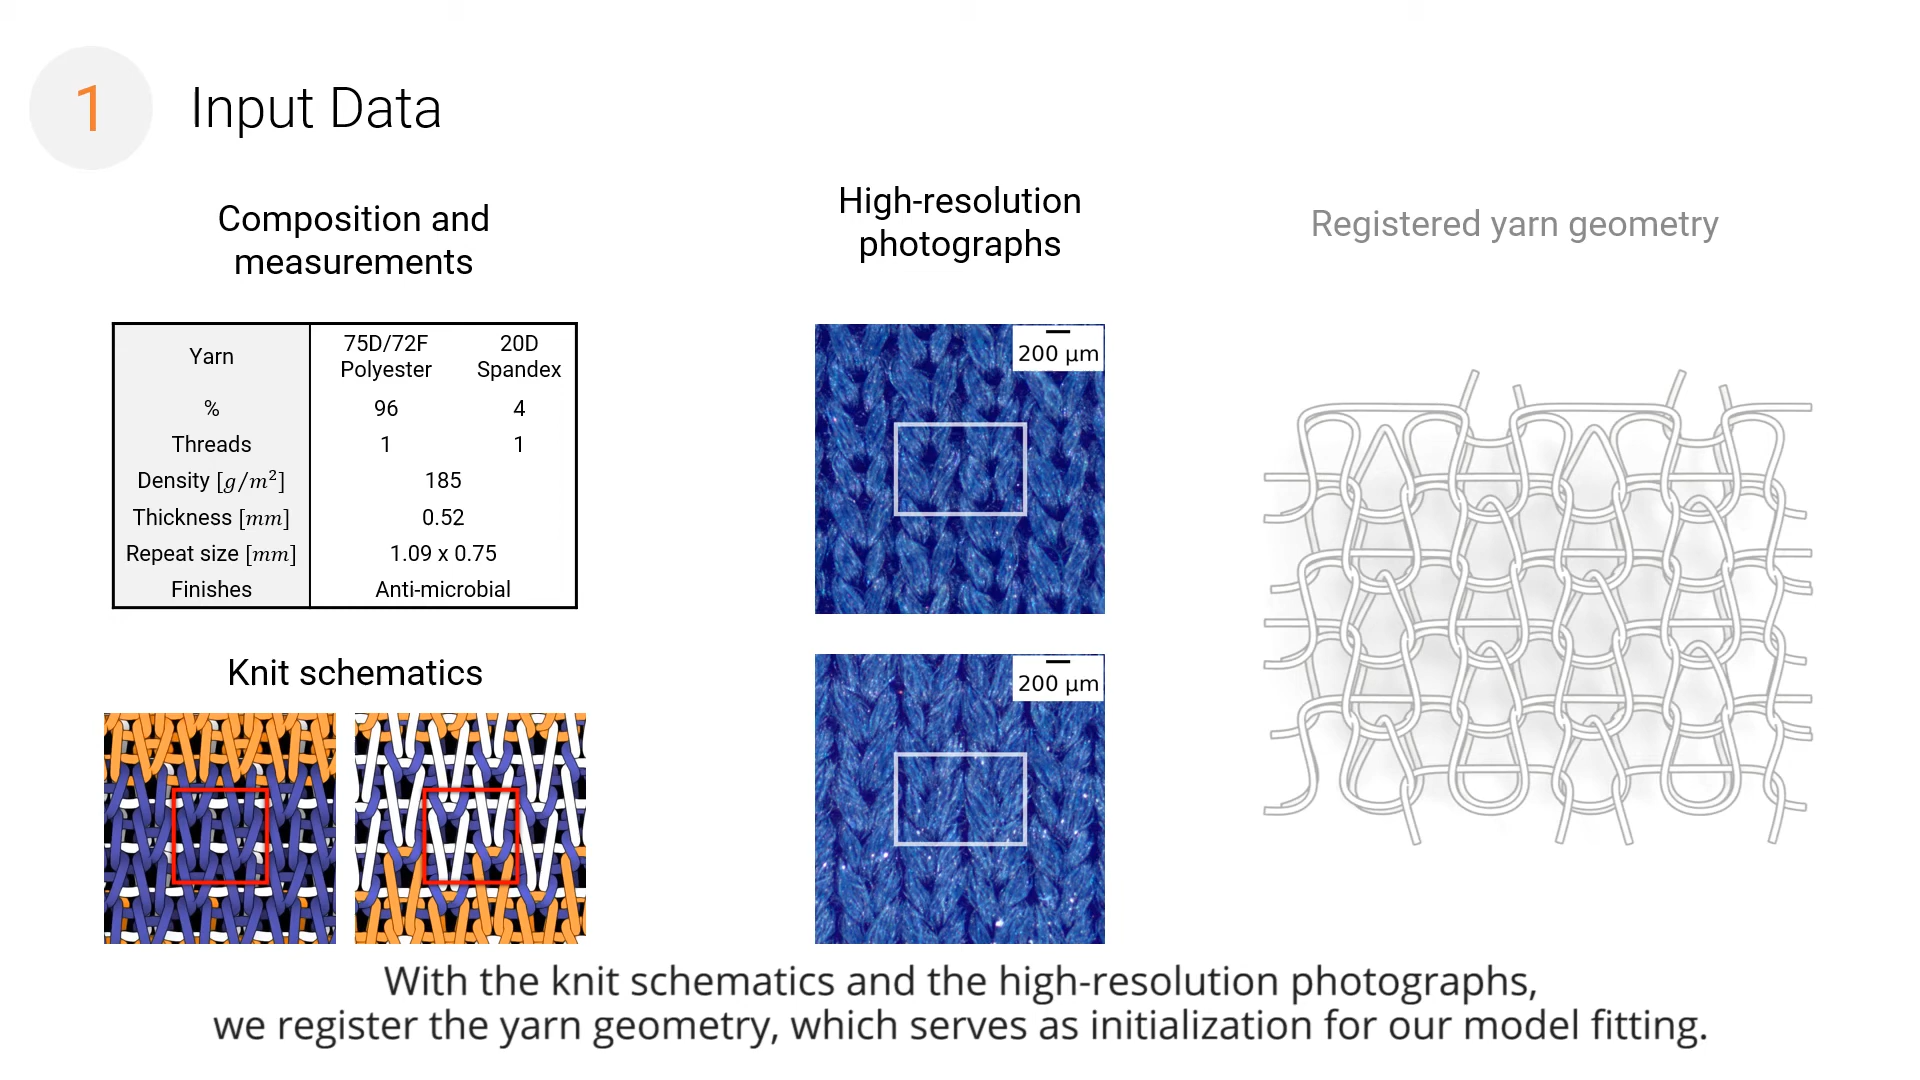 1
Input Data
Composition and
measurements
Yarn 75D/72F Polyester 20D Spandex
% 96 4
Threads 1 1
Density [g/m²] 185
Thickness [mm] 0.52
Repeat size [mm] 1.09 x 0.75
Finishes Anti-microbial
Knit schematics
High-resolution
photographs
200 μm
200 μm
Registered yarn geometry
With the knit schematics and the high-resolution photographs,
we register the yarn geometry, which serves as initialization for our model fitting.